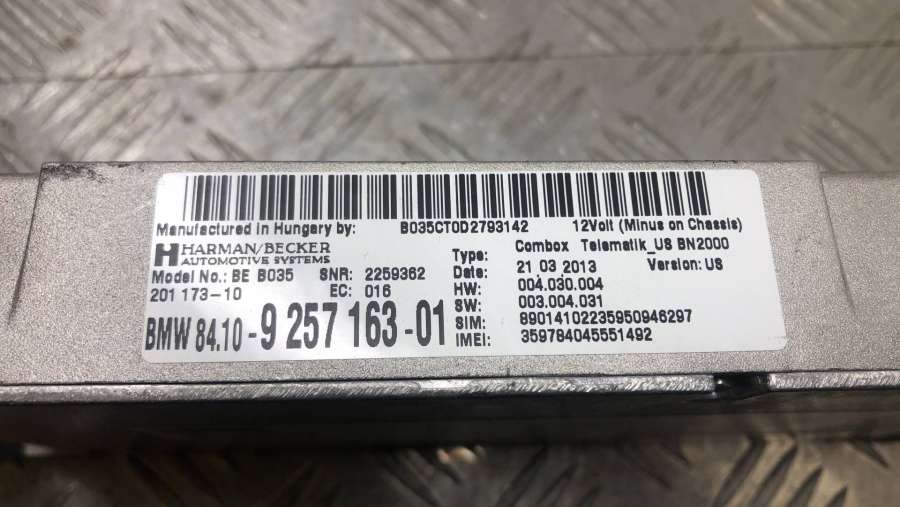 Manufactured in Hungary by: B035CT0D2793142 12Volt (Minus on Chassis)
HARMAN/BECKER
AUTOMOTIVE SYSTEMS
Model No.: BE B035 SNR: 2259362
201 173-10 EC: 016
BMW 84.10-9 257 163-01
Type: Combox Telematik_US BN2000
Date: 21 03 2013 Version: US
HW: 004.030.004
SW: 003.004.031
SIM: 89014102235950946297
IMEI: 359784045551492